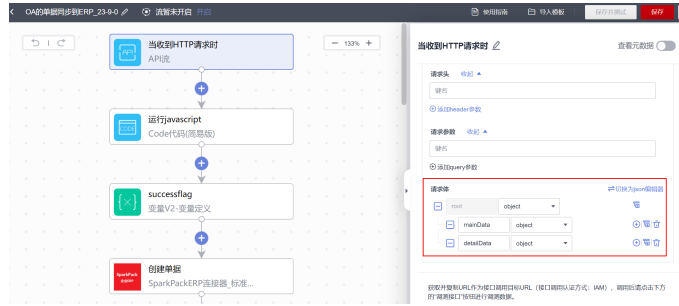 OA的单据同步到ERP_23-9-0
流暂未开启 开启
使用指南
导入模板
保存并测试
保存
133%
当收到HTTP请求时
API流
运行javascript
Code代码(简易版)
successflag
变量V2-变量定义
创建单据
SparkPackERP连接器_标准...
当收到HTTP请求时
查看元数据
请求头 收起
键名
添加header参数
请求参数 收起
键名
添加query参数
请求体
切换为json编辑器
root object
mainData object
detailData object
获取并复制URL作为接口调用目标URL（接口调用认证方式：IAM），调用后请点击下方
的"调测接口"按钮进行调测数据。